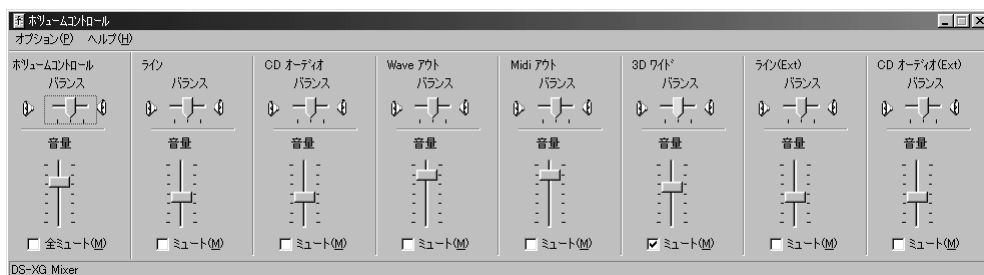 ボリュームコントロール
オプション(P) ヘルプ(H)
ボリュームコントロール
バランス
音量
全ミュート(M)
ライン
バランス
音量
ミュート(M)
CD オーディオ
バランス
音量
ミュート(M)
Wave アウト
バランス
音量
ミュート(M)
Midi アウト
バランス
音量
ミュート(M)
3D ワイド
バランス
音量
ミュート(M)
ライン(Ext)
バランス
音量
ミュート(M)
CD オーディオ(Ext)
バランス
音量
ミュート(M)
DS-XG Mixer